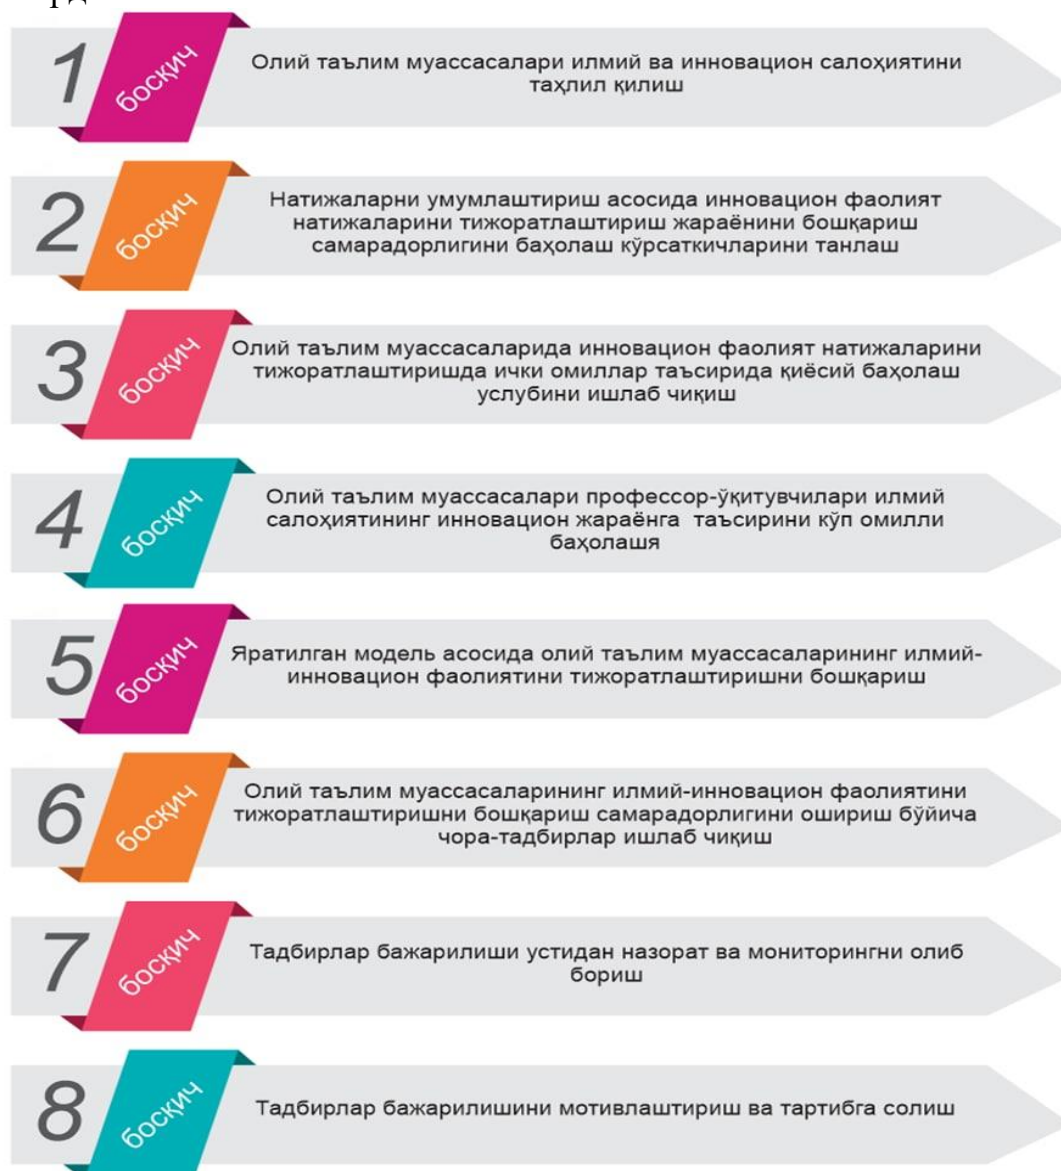 1 босқич
Олий таълим муассасалари илмий ва инновацион салоҳиятини
таҳлил қилиш
2 босқич
Натижаларни умумлаштириш асосида инновацион фаолият
натижаларини тижоратлаштириш жараёнини бошқариш
самарадорлигини баҳолаш кўрсаткичларини танлаш
3 босқич
Олий таълим муассасаларида инновацион фаолият натижаларини
тижоратлаштиришда ички омиллар таъсирида қиёсий баҳолаш
услубини ишлаб чиқиш
4 босқич
Олий таълим муассасалари профессор-ўқитувчилари илмий
салоҳиятининг инновацион жараёнга таъсирини кўп омилли
баҳолашя
5 босқич
Яратилган модель асосида олий таълим муассасаларининг илмий-
инновацион фаолиятини тижоратлаштиришни бошқариш
6 босқич
Олий таълим муассасаларининг илмий-инновацион фаолиятини
тижоратлаштиришни бошқариш самарадорлигини ошириш бўйича
чора-тадбирлар ишлаб чиқиш
7 босқич
Тадбирлар бажарилиши устидан назорат ва мониторингни олиб
бориш
8 босқич
Тадбирлар бажарилишини мотивлаштириш ва тартибга солиш